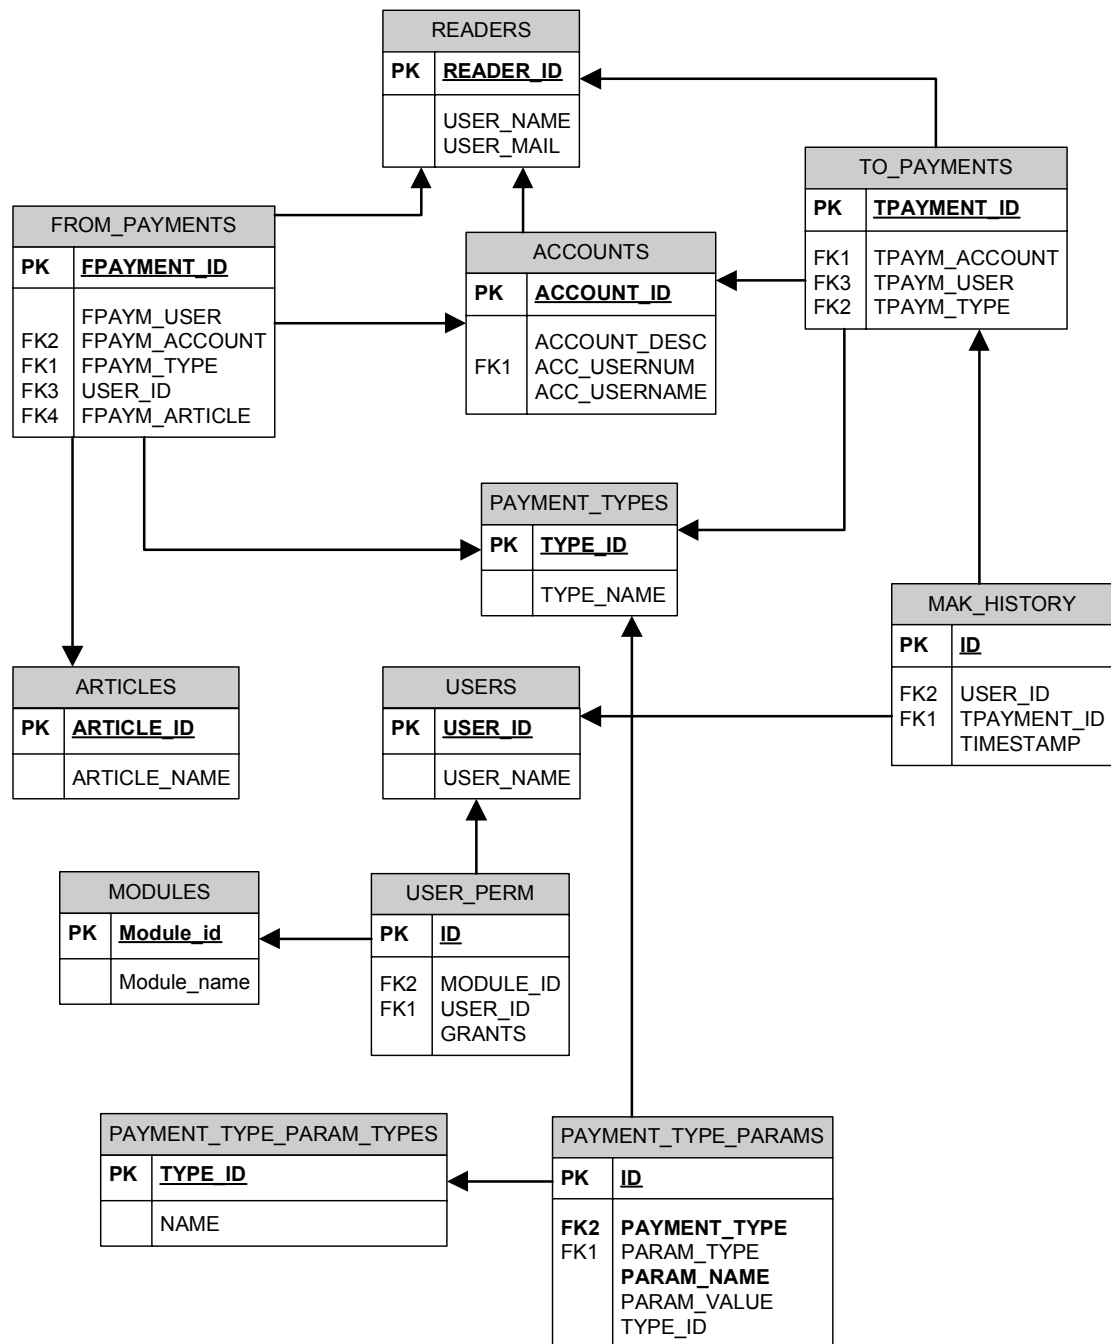 READERS
PK READER_ID
USER_NAME
USER_MAIL
TO_PAYMENTS
PK TPAYMENT_ID
FK1 TPAYM_ACCOUNT
FK3 TPAYM_USER
FK2 TPAYM_TYPE
FROM_PAYMENTS
PK FPAYMENT_ID
FPAYM_USER
FK2 FPAYM_ACCOUNT
FK1 FPAYM_TYPE
FK3 USER_ID
FK4 FPAYM_ARTICLE
ACCOUNTS
PK ACCOUNT_ID
ACCOUNT_DESC
FK1 ACC_USERNUM
ACC_USERNAME
PAYMENT_TYPES
PK TYPE_ID
TYPE_NAME
MAK_HISTORY
PK ID
FK2 USER_ID
FK1 TPAYMENT_ID
TIMESTAMP
ARTICLES
PK ARTICLE_ID
ARTICLE_NAME
USERS
PK USER_ID
USER_NAME
MODULES
PK Module_id
Module_name
USER_PERM
PK ID
FK2 MODULE_ID
FK1 USER_ID
GRANTS
PAYMENT_TYPE_PARAM_TYPES
PK TYPE_ID
NAME
PAYMENT_TYPE_PARAMS
PK ID
FK2 PAYMENT_TYPE
FK1 PARAM_TYPE
PARAM_NAME
PARAM_VALUE
TYPE_ID